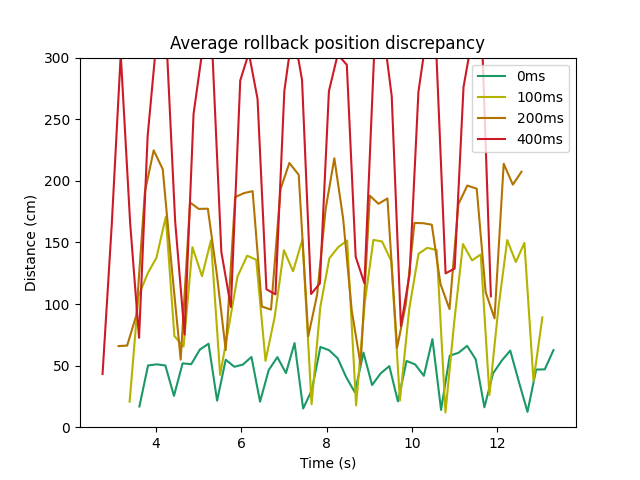 Average rollback position discrepancy
300
250
200
150
100
50
0
Distance (cm)
0ms
100ms
200ms
400ms
4
6
8
10
12
Time (s)